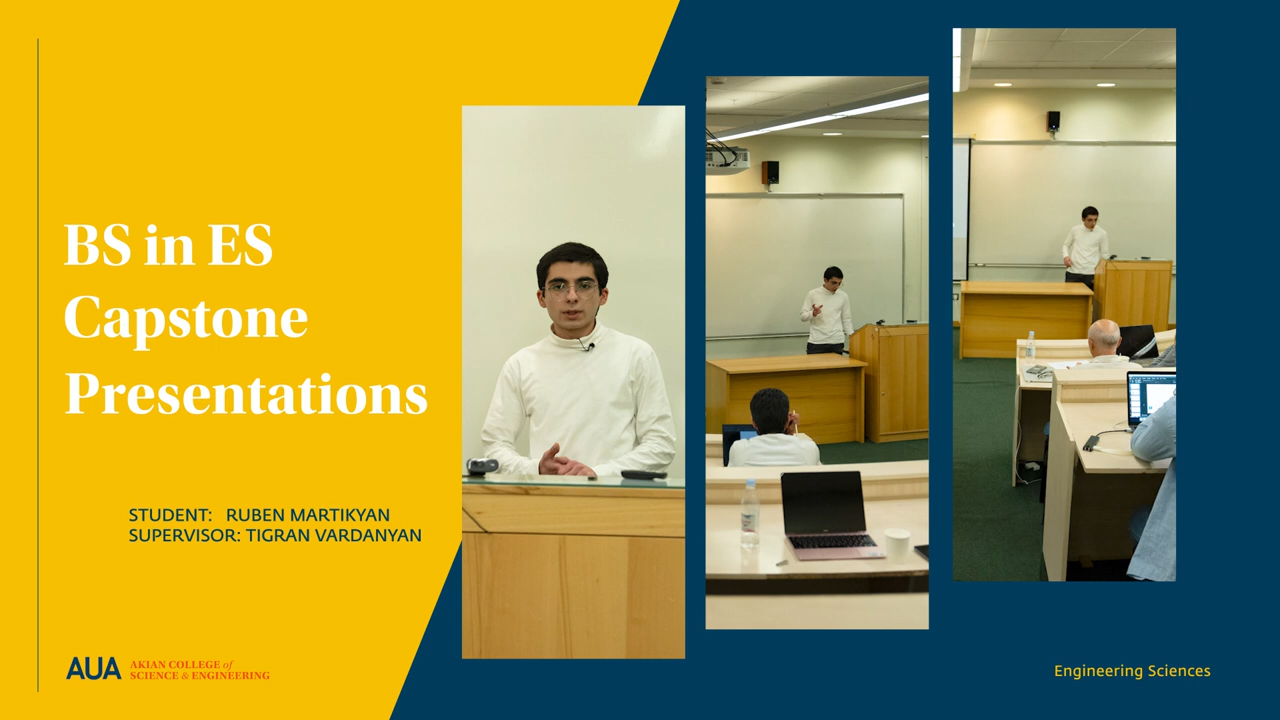 BS in ES
Capstone
Presentations
STUDENT: RUBEN MARTIKYAN
SUPERVISOR: TIGRAN VARDANYAN
AUA
AKIAN COLLEGE of
SCIENCE & ENGINEERING
Engineering Sciences